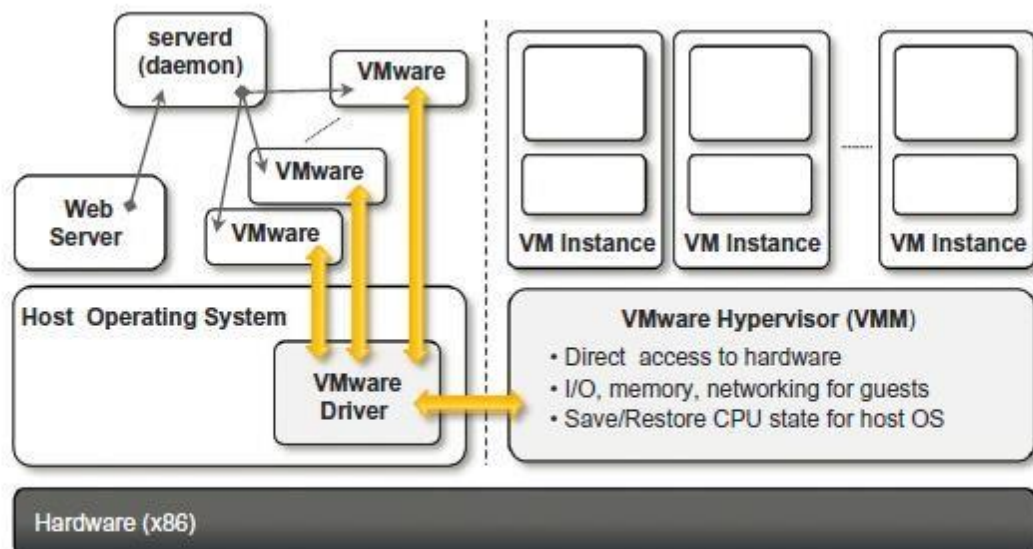 serverd
(daemon)
VMware
VMware
VMware
Web
Server
Host Operating System
VMware
Driver
VM Instance
VM Instance
VM Instance
VMware Hypervisor (VMM)
• Direct access to hardware
• I/O, memory, networking for guests
• Save/Restore CPU state for host OS
Hardware (x86)